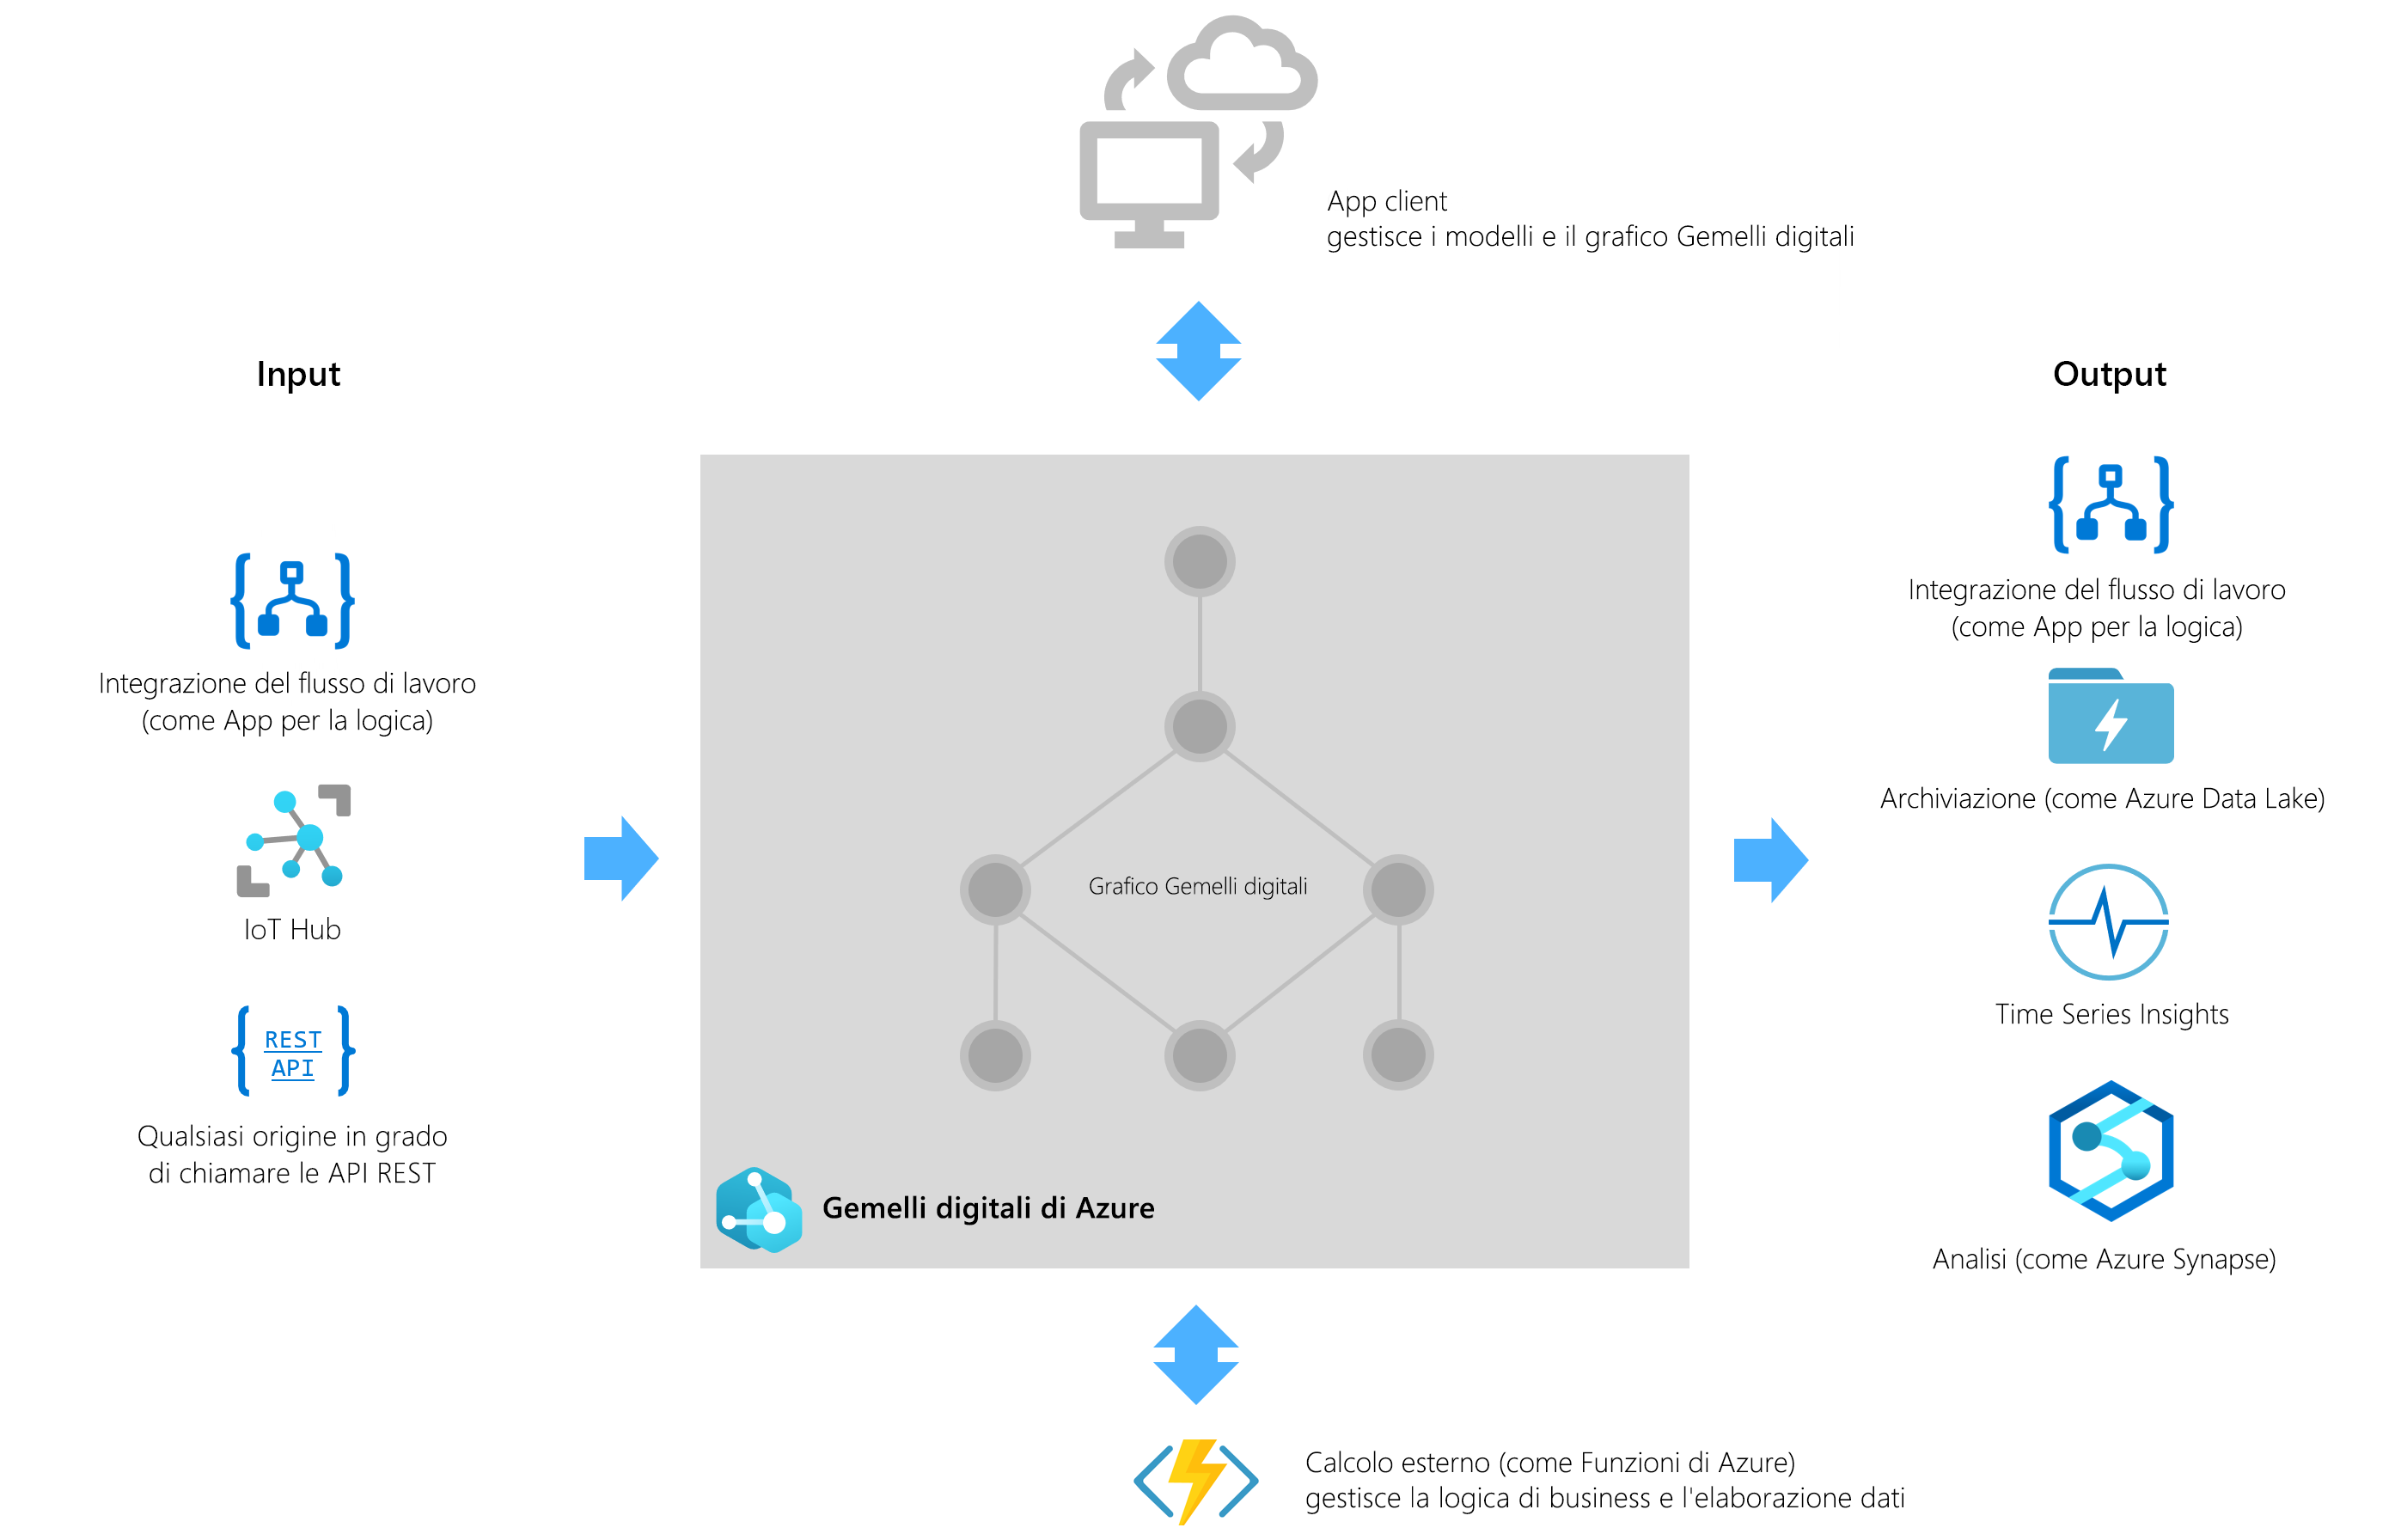 App client
gestisce i modelli e il grafico Gemelli digitali
Input
Integrazione del flusso di lavoro
(come App per la logica)
IoT Hub
REST
API
Qualsiasi origine in grado
di chiamare le API REST
Grafico Gemelli digitali
Gemelli digitali di Azure
Output
Integrazione del flusso di lavoro
(come App per la logica)
Archiviazione (come Azure Data Lake)
Time Series Insights
Analisi (come Azure Synapse)
Calcolo esterno (come Funzioni di Azure)
gestisce la logica di business e l'elaborazione dati